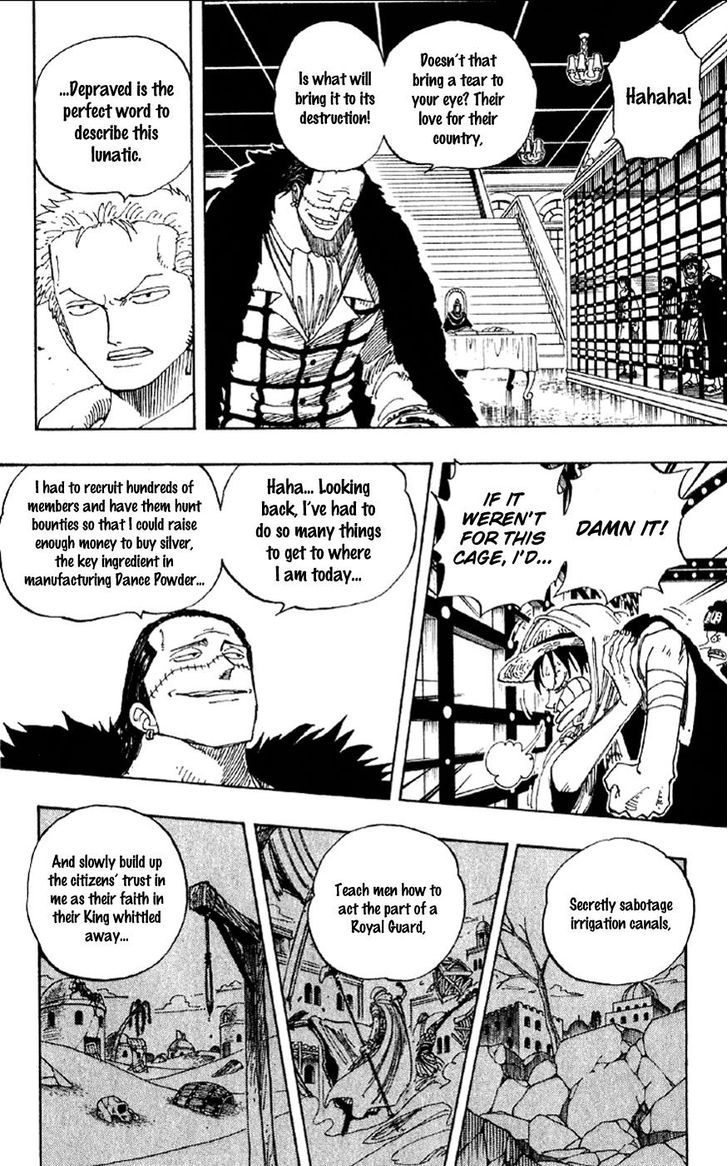 Hahaha!
Doesn't that
bring a tear to
your eye? Their
love for their
country,
Is what will
bring it to its
destruction!
...Depraved is the
perfect word to
describe this
lunatic.
DAMN IT!
IF IT
WEREN'T
FOR THIS
CAGE, I'D...
Haha... Looking
back, I've had to
do so many things
to get to where
I am today...
I had to recruit hundreds of
members and have them hunt
bounties so that I could raise
enough money to buy silver,
the key ingredient in
manufacturing Dance Powder...
Secretly sabotage
irrigation canals,
Teach men how to
act the part of a
Royal Guard,
And slowly build up
the citizens' trust in
me as their faith in
their King whittled
away...